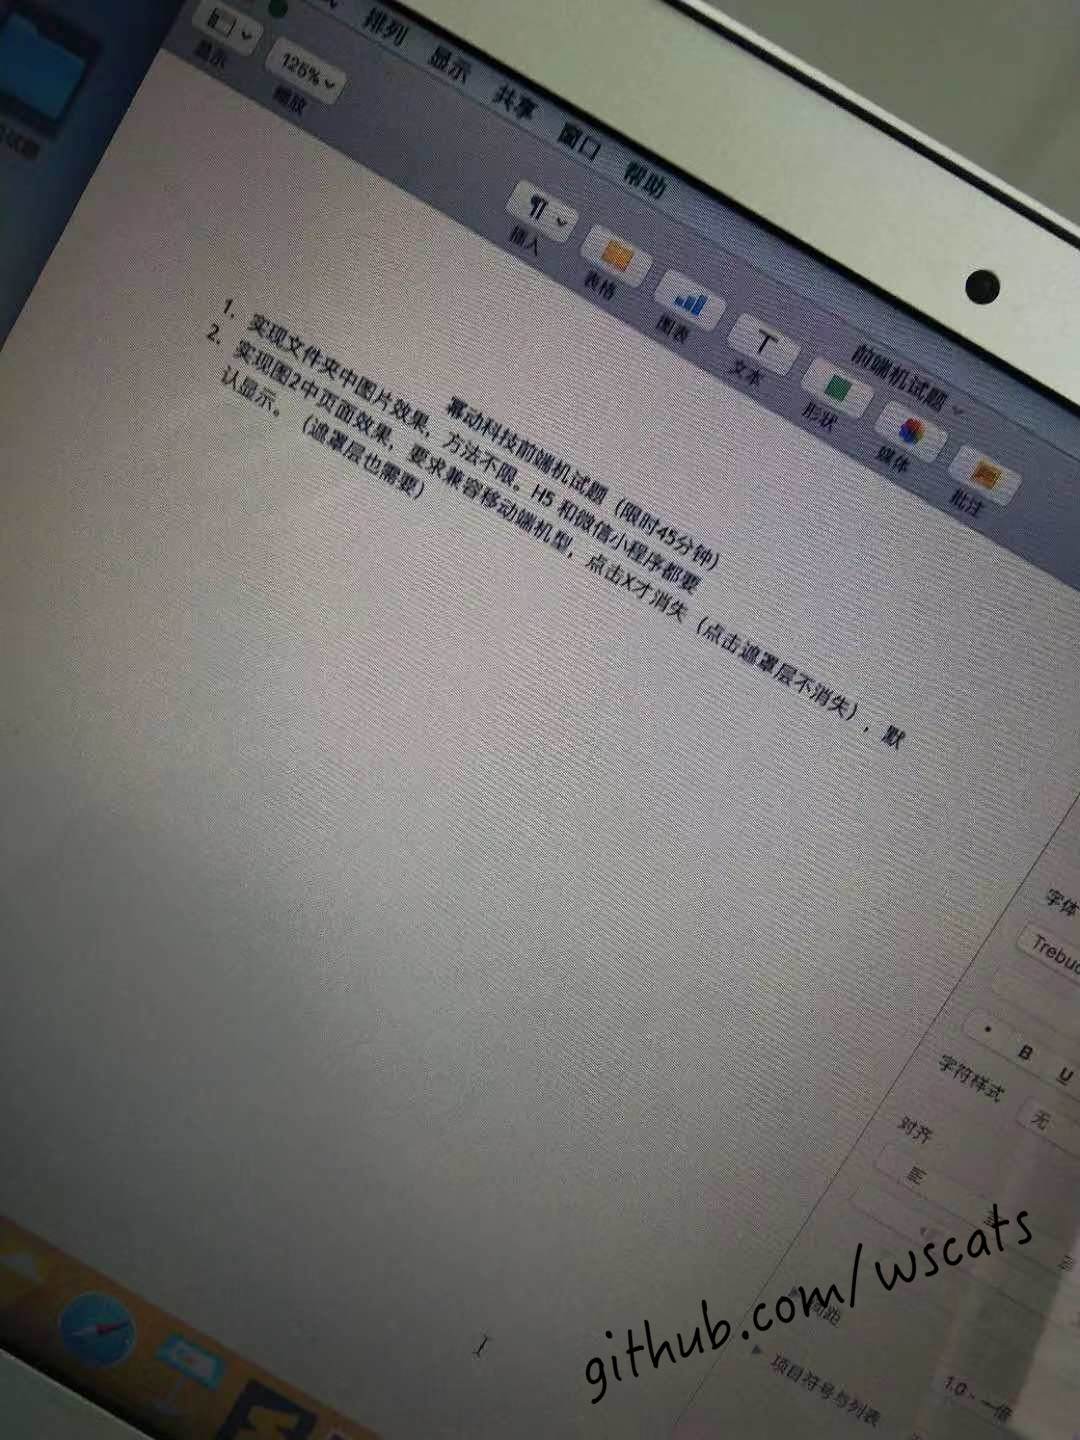 排列
显示
共享
窗口
帮助
显示
125%
缩放
插入
表格
图表
T
文本
形状
媒体
批注
前端机试题
幂动科技前端机试题（限时45分钟）
1. 实现文件夹中图片效果，方法不限。H5 和微信小程序都要
2. 实现图2中页面效果，要求兼容移动端机型，点击X才消失（点击遮罩层不消失），默
认显示。（遮罩层也需要）
字体
Trebuc
B
U
字符样式
无
对齐
间距
1.0 - 一倍
项目符号与列表
github.com/wscats